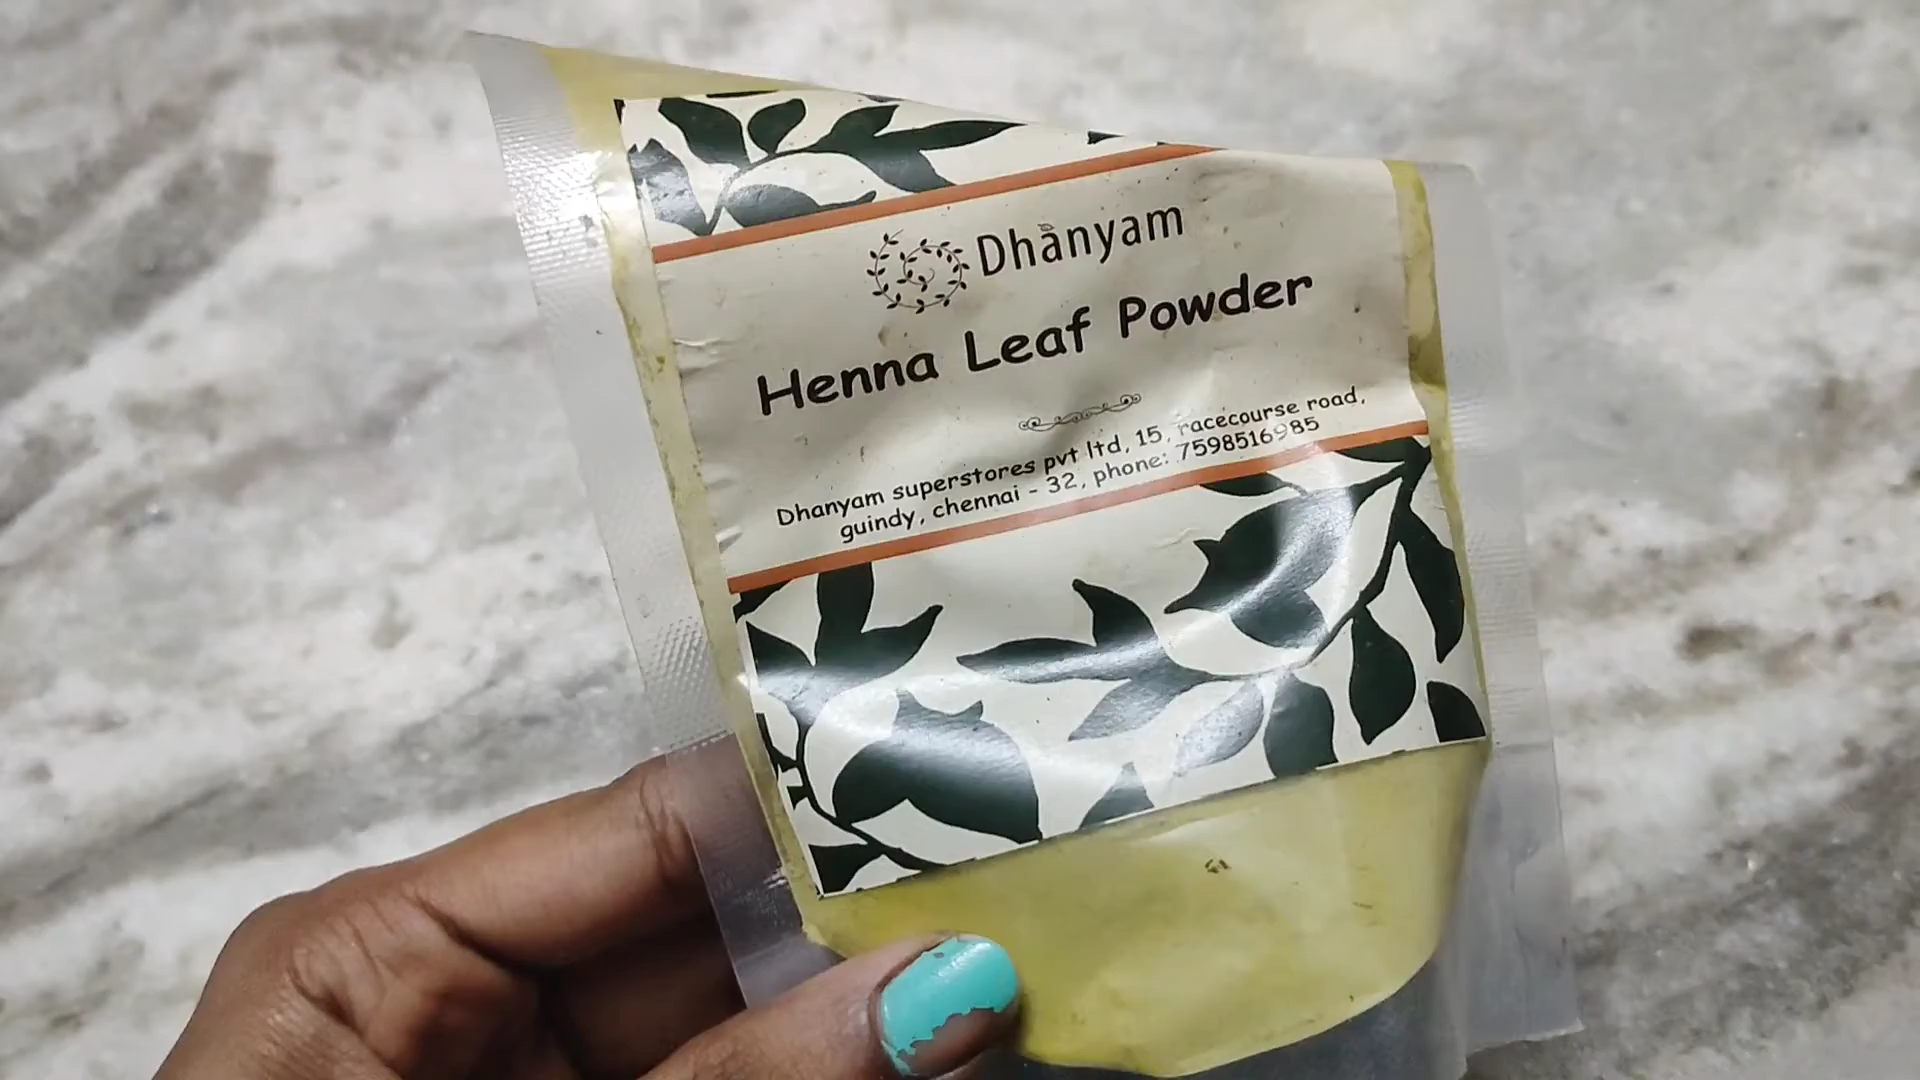 Dhanyam
Henna Leaf Powder
Dhanyam superstores pvt ltd, 15, racecourse road,
guindy, chennai - 32, phone: 7598516985